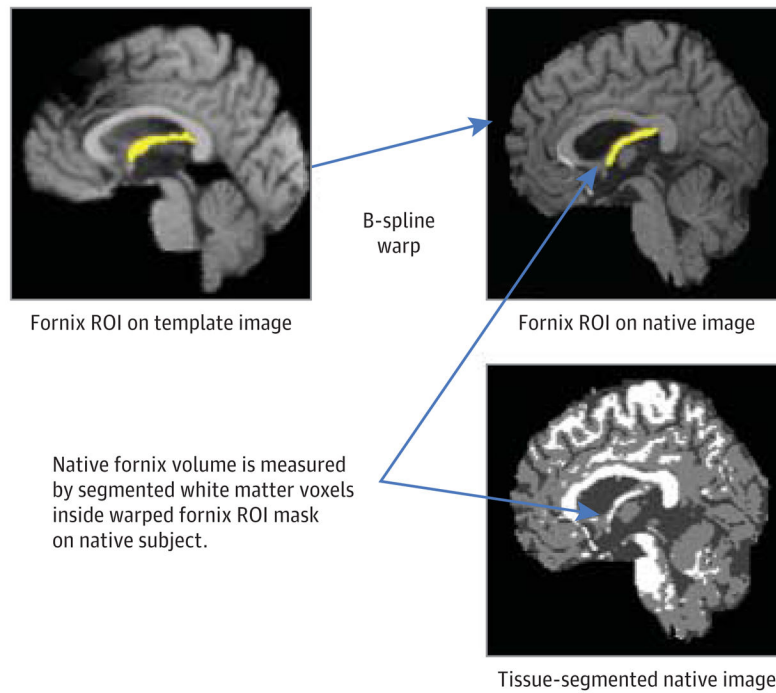 Fornix ROI on template image
B-spline
warp
Fornix ROI on native image
Native fornix volume is measured
by segmented white matter voxels
inside warped fornix ROI mask
on native subject.
Tissue-segmented native image